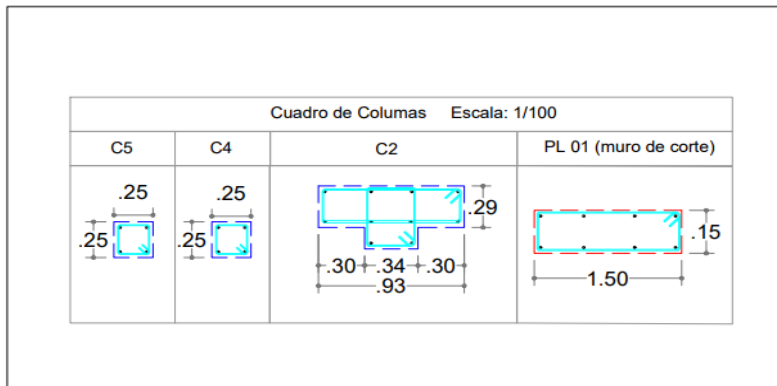 Cuadro de Columas Escala: 1/100
C5 C4 C2 PL 01 (muro de corte)
.25 .25
.25 .25 .29 .15
.30 .34 .30
.93
1.50